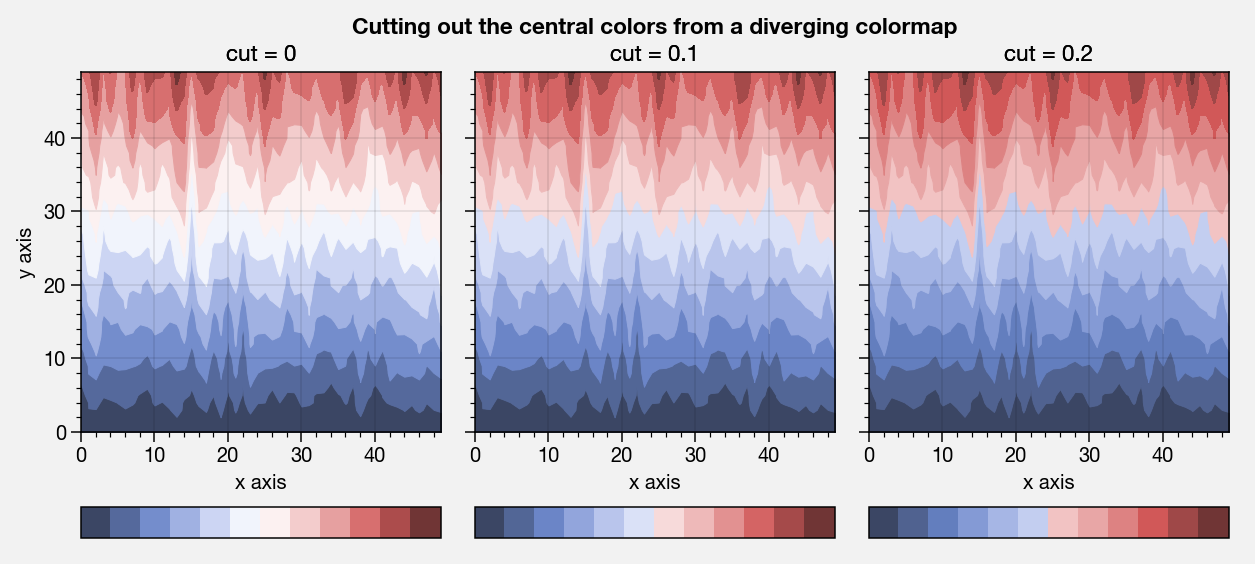 Cutting out the central colors from a diverging colormap
cut = 0
cut = 0.1
cut = 0.2
y axis
40
30
20
10
0
0 10 20 30 40
0 10 20 30 40
0 10 20 30 40
x axis
x axis
x axis